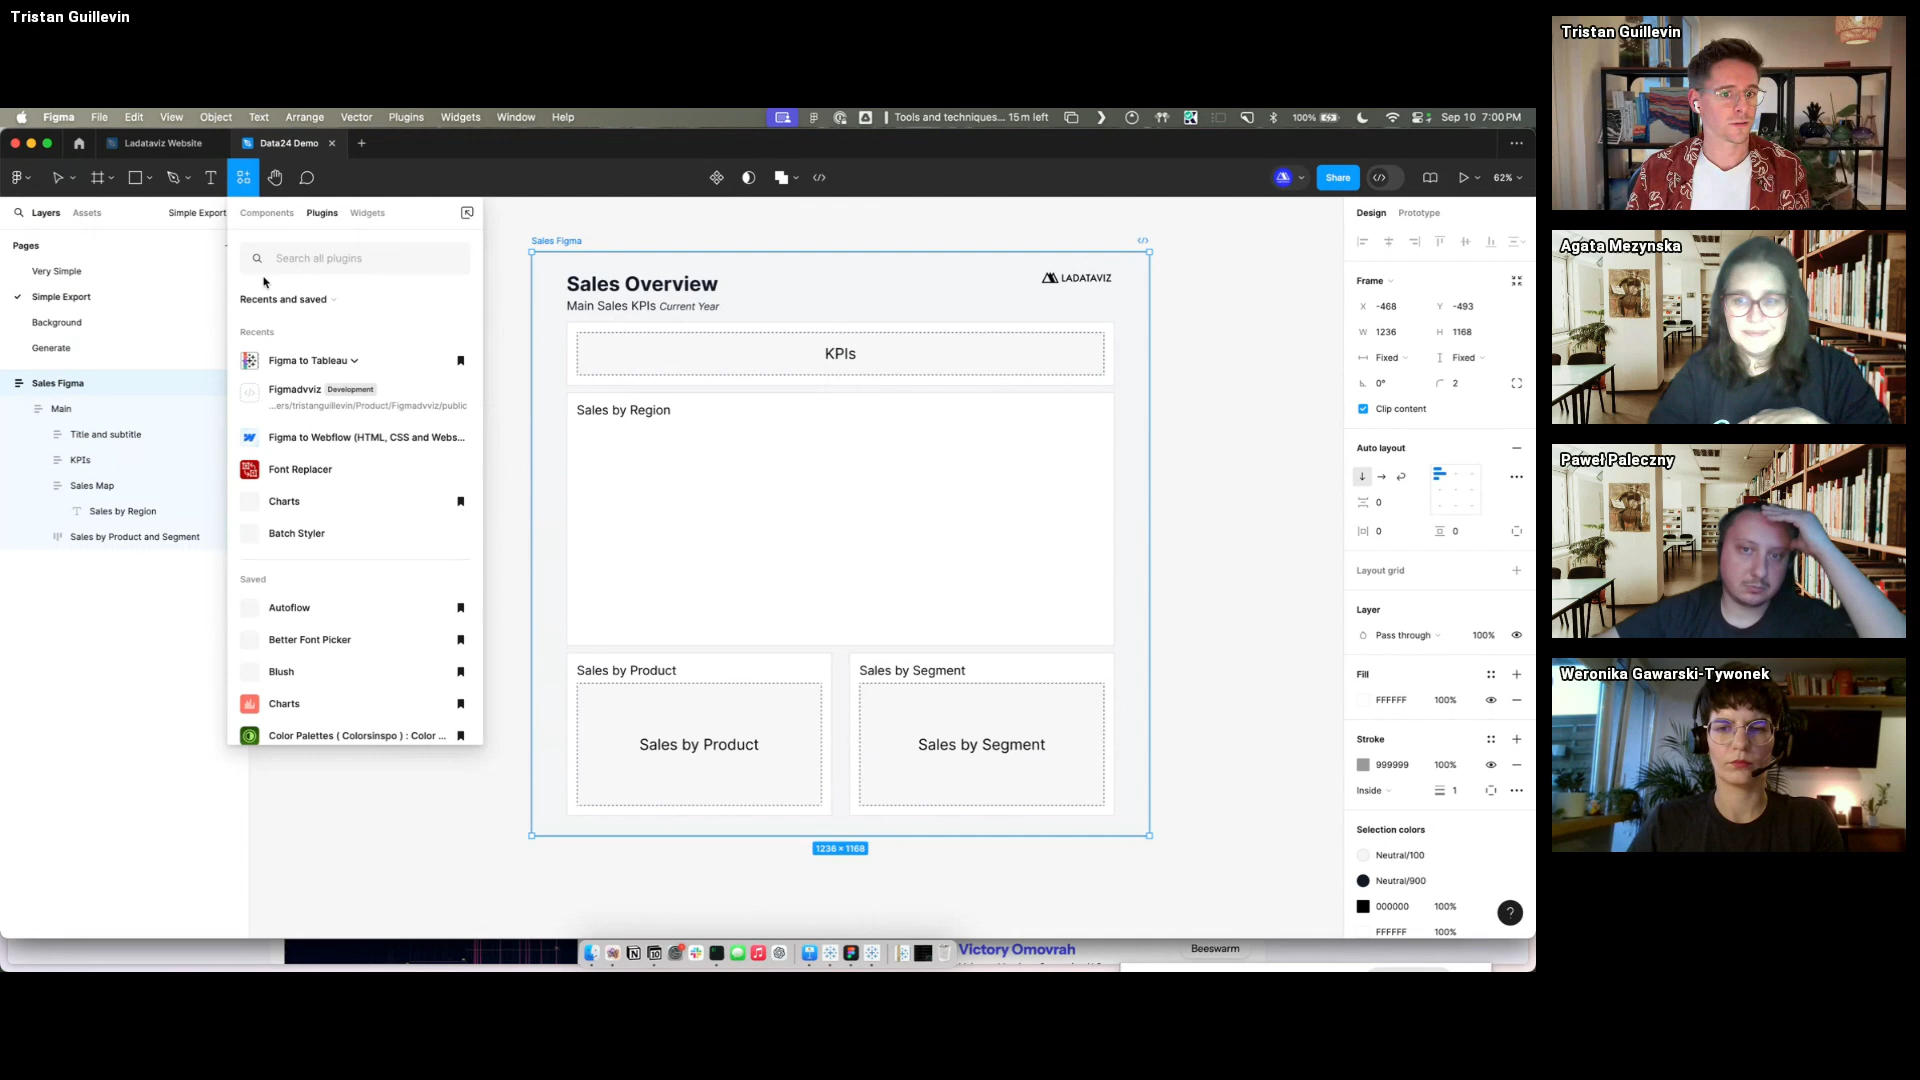 Tristan Guillevin
Figma File Edit View Object Text Arrange Vector Plugins Widgets Window Help
Tools and techniques... 15 m left 100% Sep 10 7:00 PM
Ladataviz Website
Data24 Demo
Share
62%
Layers Assets Simple Export
Pages
Very Simple
Simple Export
Background
Generate
Sales Figma
Main
Title and subtitle
KPIs
Sales Map
Sales by Region
Sales by Product and Segment
Components Plugins Widgets
Search all plugins
Recents and saved
Recents
Figma to Tableau
Figmadvviz Development
...ers/tristanguillevin/Product/Figmadvviz/public
Figma to Webflow (HTML, CSS and Webs...
Font Replacer
Charts
Batch Styler
Saved
Autoflow
Better Font Picker
Blush
Charts
Color Palettes ( Colorsinspo ) : Color ...
Sales Figma
Sales Overview
Main Sales KPIs Current Year
LADATAVIZ
KPIs
Sales by Region
Sales by Product
Sales by Segment
Sales by Product
Sales by Segment
1236 × 1168
Design Prototype
Frame
X -468 Y -493
W 1236 H 1168
Fixed Fixed
0° 2
Clip content
Auto layout
0
0 0
Layout grid
Layer
Pass through 100%
Fill
FFFFFF 100%
Stroke
999999 100%
Inside 1
Selection colors
Neutral/100
Neutral/900
000000 100%
FFFFFF 100%
?
Victory Omovrah
Beeswarm
Tristan Guillevin
Agata Mezynska
Paweł Paleczny
Weronika Gawarski-Tywonek